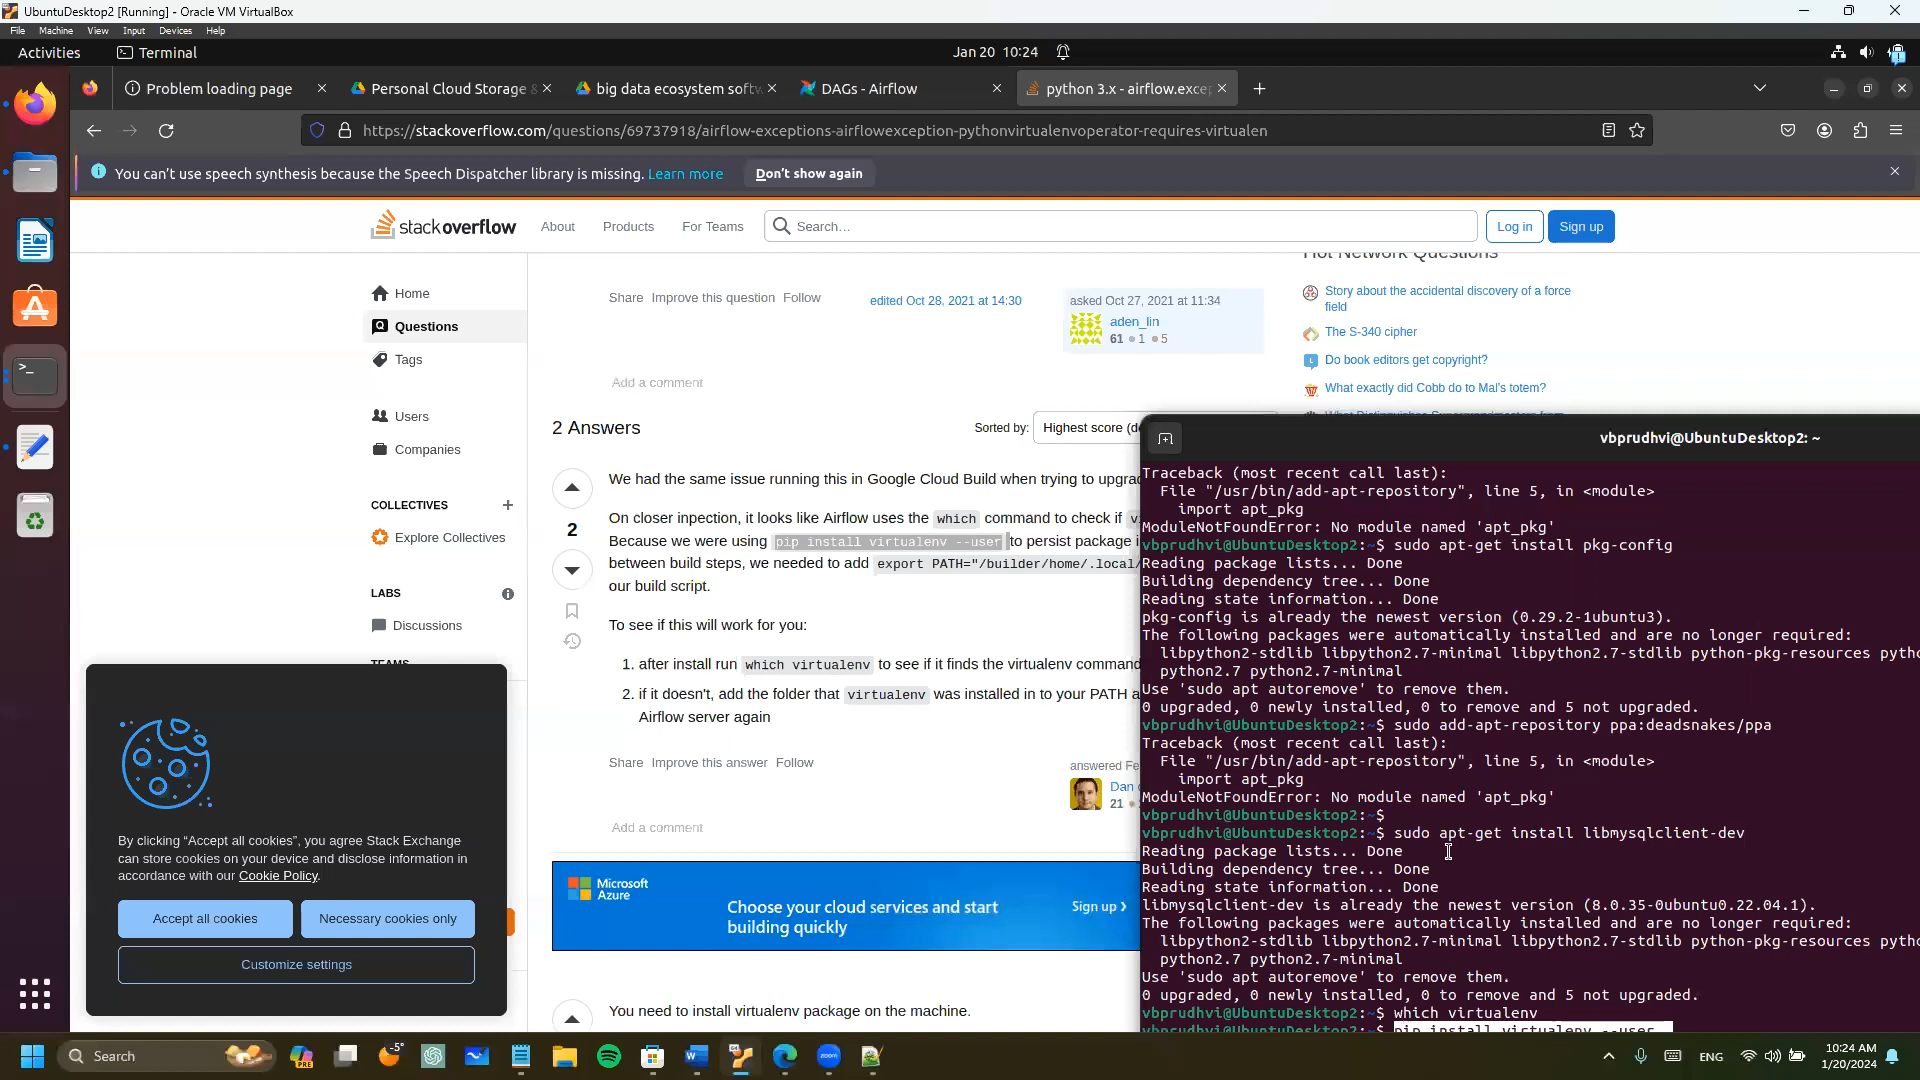 UbuntuDesktop2 [Running] - Oracle VM VirtualBox
File Machine View Input Devices Help
Activities Terminal Jan 20 10:24
Problem loading page Personal Cloud Storage & big data ecosystem softw DAGs - Airflow python 3.x - airflow.excep
https://stackoverflow.com/questions/69737918/airflow-exceptions-airflowexception-pythonvirtualenvoperator-requires-virtualen
You can't use speech synthesis because the Speech Dispatcher library is missing. Learn more Don't show again
stackoverflow About Products For Teams Search… Log in Sign up
Hot Network Questions
Home
Questions
Tags
Users
Companies
COLLECTIVES
Explore Collectives
LABS
Discussions
TEAMS
Share Improve this question Follow
edited Oct 28, 2021 at 14:30
asked Oct 27, 2021 at 11:34
aden_lin
61 1 5
Add a comment
Story about the accidental discovery of a force
field
The S-340 cipher
Do book editors get copyright?
What exactly did Cobb do to Mal's totem?
2 Answers
Sorted by: Highest score (de
2
We had the same issue running this in Google Cloud Build when trying to upgrad
On closer inpection, it looks like Airflow uses the which command to check if
Because we were using pip install virtualenv --user to persist package i
between build steps, we needed to add export PATH="/builder/home/.local/
our build script.
To see if this will work for you:
1. after install run which virtualenv to see if it finds the virtualenv command
2. if it doesn't, add the folder that virtualenv was installed in to your PATH a
Airflow server again
Share Improve this answer Follow
answered Fe
Dan
21
Add a comment
Microsoft
Azure
Choose your cloud services and start
building quickly
Sign up
You need to install virtualenv package on the machine.
By clicking “Accept all cookies”, you agree Stack Exchange
can store cookies on your device and disclose information in
accordance with our Cookie Policy.
Accept all cookies Necessary cookies only
Customize settings
vbprudhvi@UbuntuDesktop2: ~
Traceback (most recent call last):
File "/usr/bin/add-apt-repository", line 5, in <module>
import apt_pkg
ModuleNotFoundError: No module named 'apt_pkg'
vbprudhvi@UbuntuDesktop2:~$ sudo apt-get install pkg-config
Reading package lists... Done
Building dependency tree... Done
Reading state information... Done
pkg-config is already the newest version (0.29.2-1ubuntu3).
The following packages were automatically installed and are no longer required:
libpython2-stdlib libpython2.7-minimal libpython2.7-stdlib python-pkg-resources pytho
python2.7 python2.7-minimal
Use 'sudo apt autoremove' to remove them.
0 upgraded, 0 newly installed, 0 to remove and 5 not upgraded.
vbprudhvi@UbuntuDesktop2:~$ sudo add-apt-repository ppa:deadsnakes/ppa
Traceback (most recent call last):
File "/usr/bin/add-apt-repository", line 5, in <module>
import apt_pkg
ModuleNotFoundError: No module named 'apt_pkg'
vbprudhvi@UbuntuDesktop2:~$
vbprudhvi@UbuntuDesktop2:~$ sudo apt-get install libmysqlclient-dev
Reading package lists... Done
Building dependency tree... Done
Reading state information... Done
libmysqlclient-dev is already the newest version (8.0.35-0ubuntu0.22.04.1).
The following packages were automatically installed and are no longer required:
libpython2-stdlib libpython2.7-minimal libpython2.7-stdlib python-pkg-resources pytho
python2.7 python2.7-minimal
Use 'sudo apt autoremove' to remove them.
0 upgraded, 0 newly installed, 0 to remove and 5 not upgraded.
vbprudhvi@UbuntuDesktop2:~$ which virtualenv
vbprudhvi@UbuntuDesktop2:~$ pip install virtualenv --user
Search -5° ENG 10:24 AM
1/20/2024